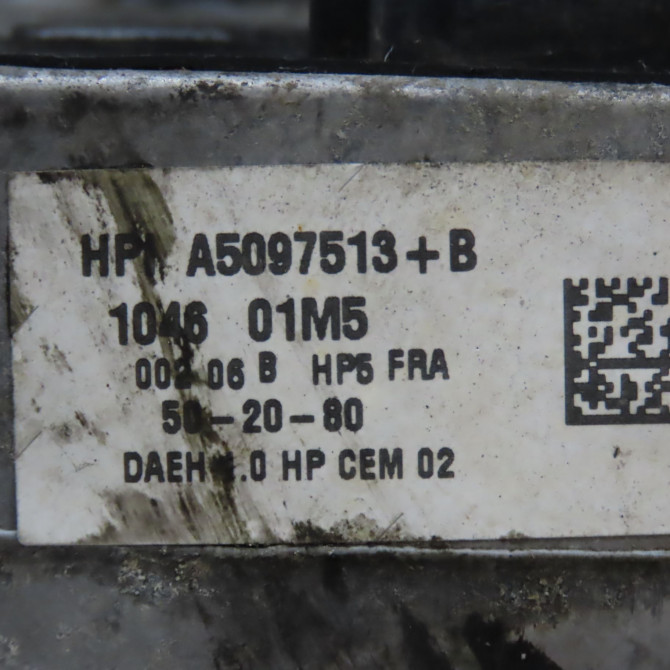 HPI A5097513+B
1046 01M5
002 06 B HP5 FRA
50-20-80
DAEH HP CEM 02